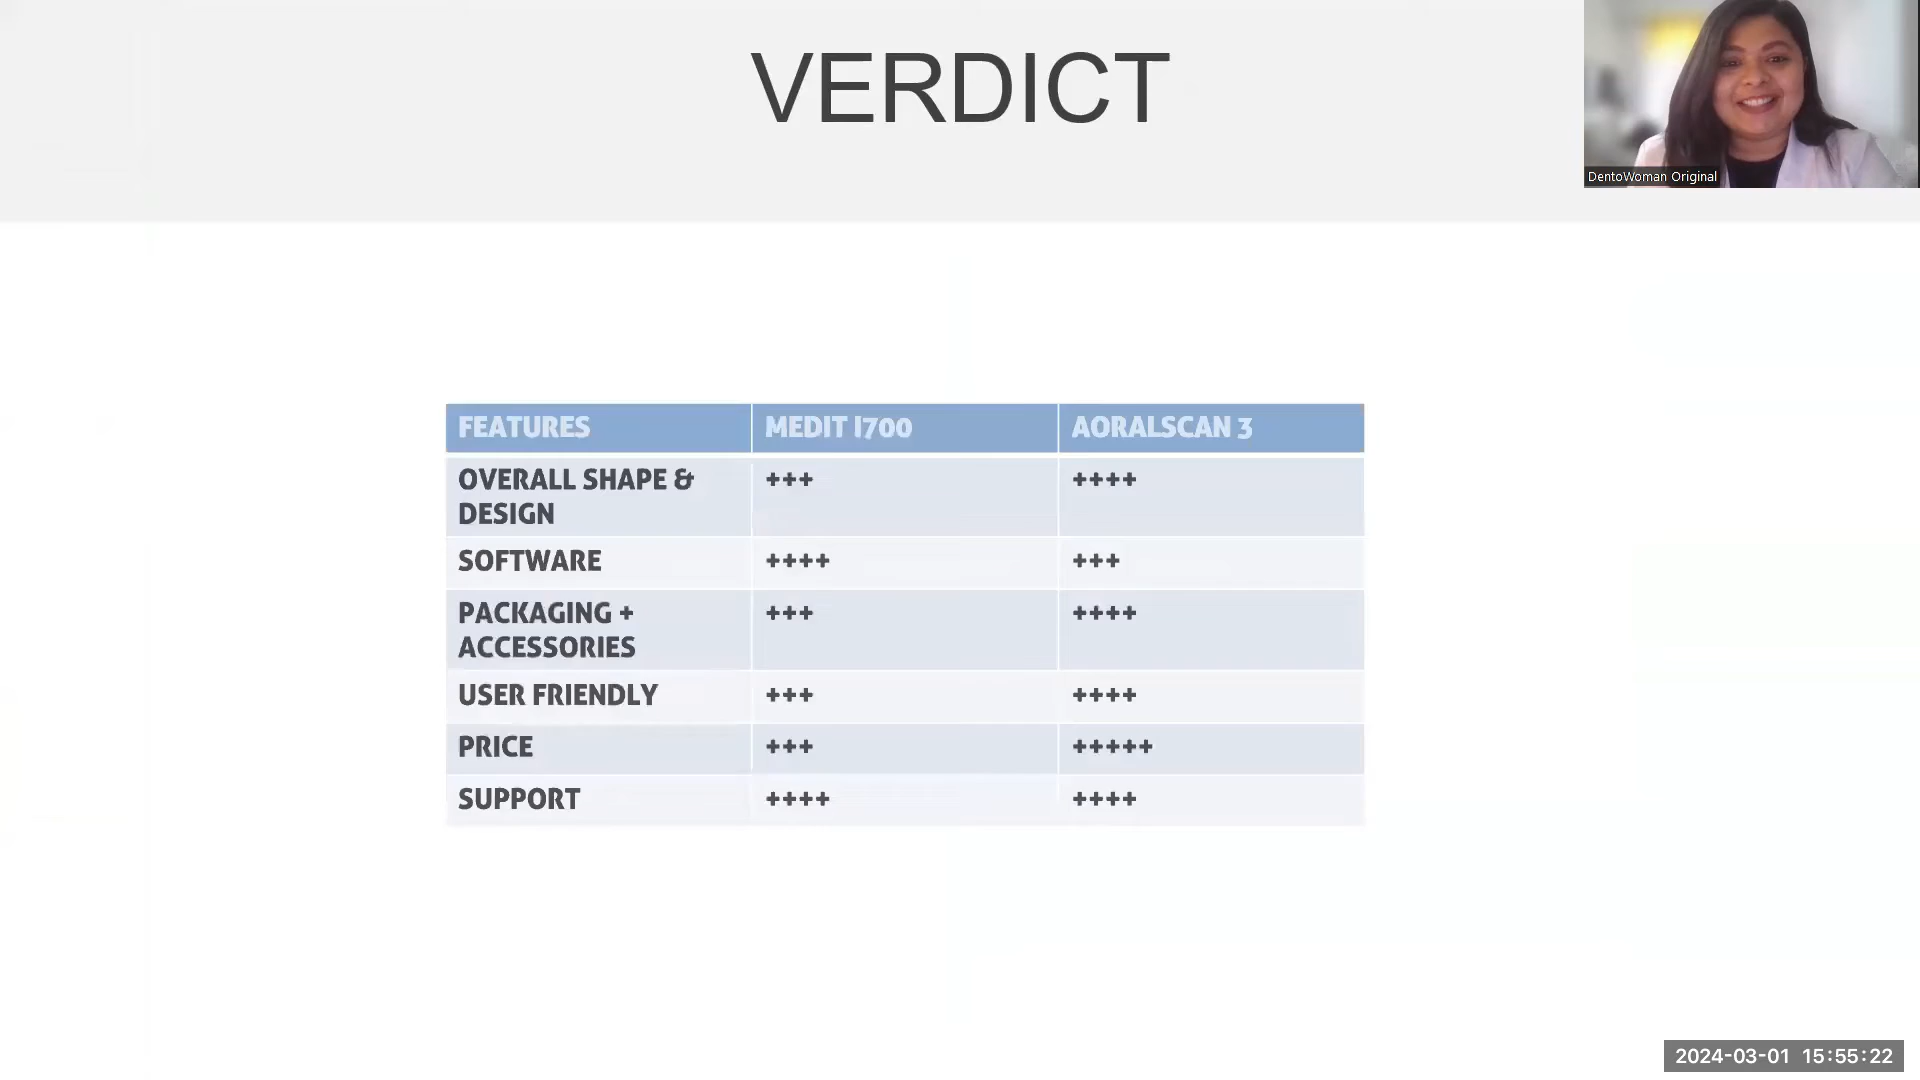 VERDICT
DentoWoman Original
FEATURES MEDIT I700 AORALSCAN 3
OVERALL SHAPE & +++ ++++
DESIGN
SOFTWARE ++++ +++
PACKAGING + +++ ++++
ACCESSORIES
USER FRIENDLY +++ ++++
PRICE +++ +++++
SUPPORT ++++ ++++
2024-03-01 15:55:22